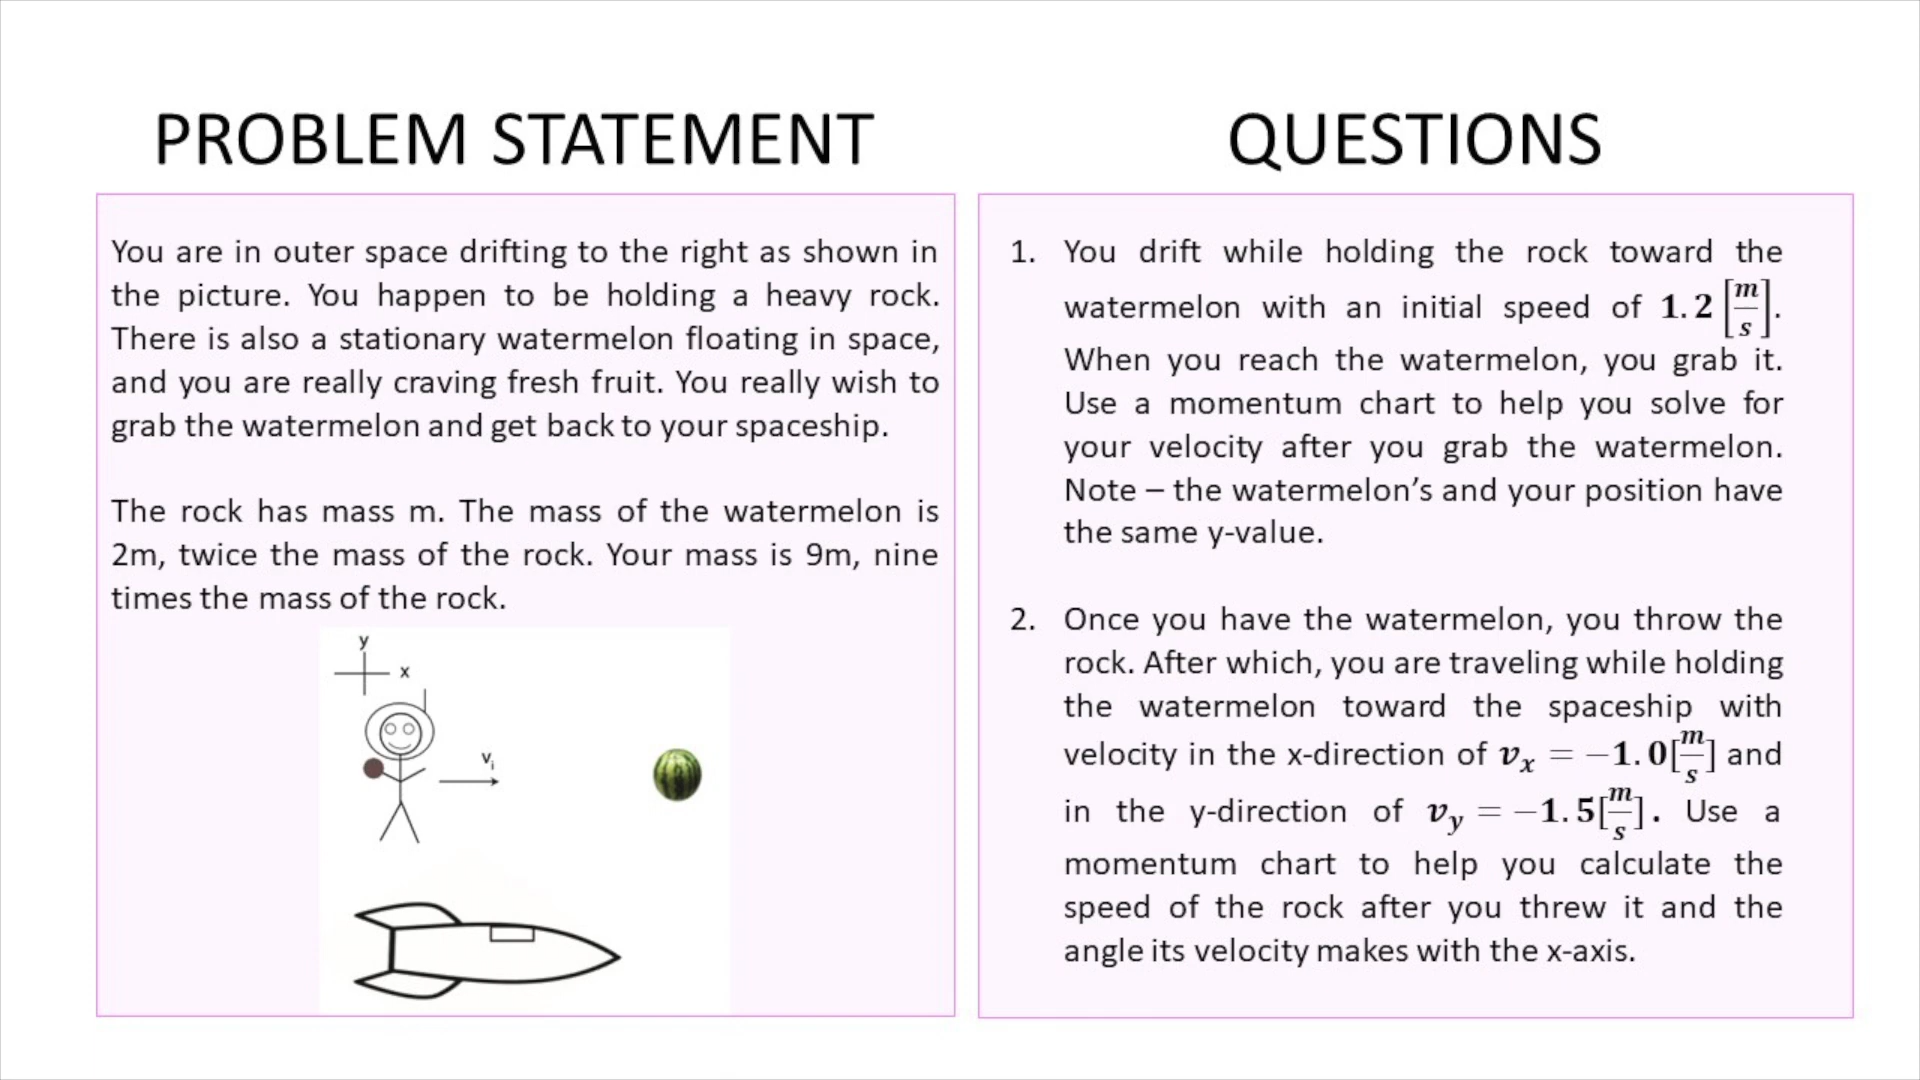 PROBLEM STATEMENT
You are in outer space drifting to the right as shown in
the picture. You happen to be holding a heavy rock.
There is also a stationary watermelon floating in space,
and you are really craving fresh fruit. You really wish to
grab the watermelon and get back to your spaceship.
The rock has mass m. The mass of the watermelon is
2m, twice the mass of the rock. Your mass is 9m, nine
times the mass of the rock.
y
x
v_i
QUESTIONS
1. You drift while holding the rock toward the
watermelon with an initial speed of 1.2 [m/s].
When you reach the watermelon, you grab it.
Use a momentum chart to help you solve for
your velocity after you grab the watermelon.
Note – the watermelon’s and your position have
the same y-value.
2. Once you have the watermelon, you throw the
rock. After which, you are traveling while holding
the watermelon toward the spaceship with
velocity in the x-direction of v_x = −1.0[m/s] and
in the y-direction of v_y = −1.5[m/s]. Use a
momentum chart to help you calculate the
speed of the rock after you threw it and the
angle its velocity makes with the x-axis.